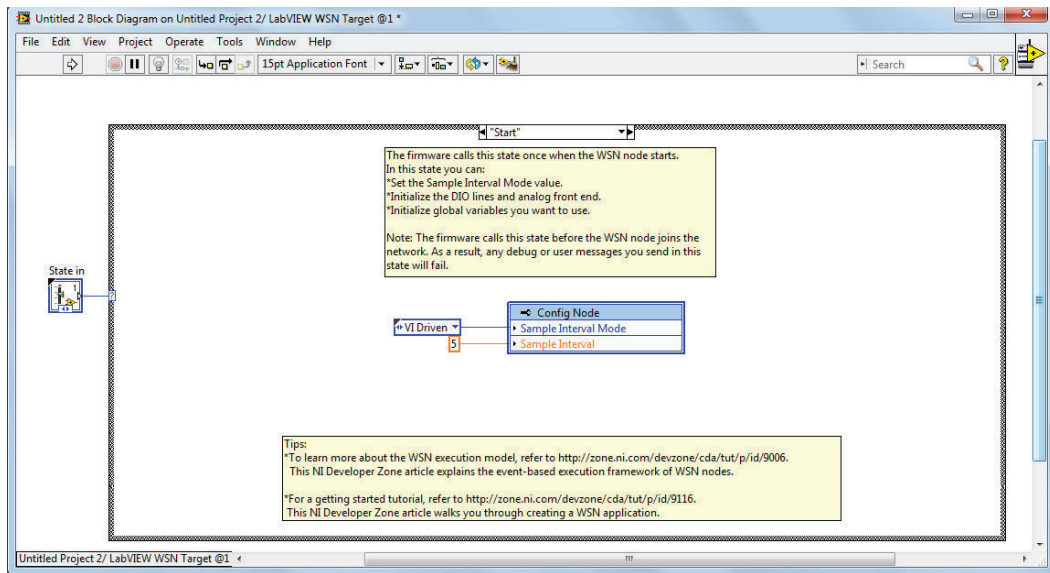 Untitled 2 Block Diagram on Untitled Project 2/ LabVIEW WSN Target @1 *
File Edit View Project Operate Tools Window Help
15pt Application Font
Search
"Start"
The firmware calls this state once when the WSN node starts.
In this state you can:
*Set the Sample Interval Mode value.
*Initialize the DIO lines and analog front end.
*Initialize global variables you want to use.
Note: The firmware calls this state before the WSN node joins the
network. As a result, any debug or user messages you send in this
state will fail.
State in
1
?
Config Node
VI Driven
Sample Interval Mode
5
Sample Interval
Tips:
*To learn more about the WSN execution model, refer to http://zone.ni.com/devzone/cda/tut/p/id/9006.
This NI Developer Zone article explains the event-based execution framework of WSN nodes.
*For a getting started tutorial, refer to http://zone.ni.com/devzone/cda/tut/p/id/9116.
This NI Developer Zone article walks you through creating a WSN application.
Untitled Project 2/ LabVIEW WSN Target @1